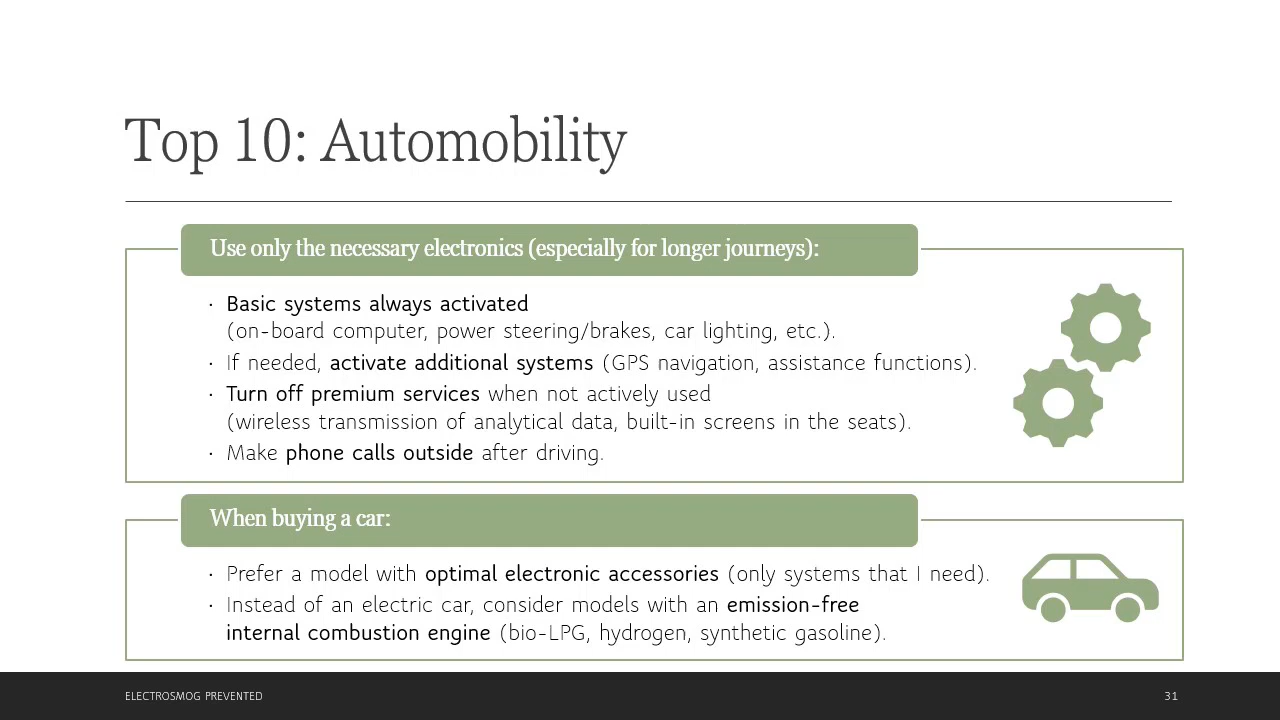 Top 10: Automobility
Use only the necessary electronics (especially for longer journeys):
· Basic systems always activated
(on-board computer, power steering/brakes, car lighting, etc.).
· If needed, activate additional systems (GPS navigation, assistance functions).
· Turn off premium services when not actively used
(wireless transmission of analytical data, built-in screens in the seats).
· Make phone calls outside after driving.
When buying a car:
· Prefer a model with optimal electronic accessories (only systems that I need).
· Instead of an electric car, consider models with an emission-free
internal combustion engine (bio-LPG, hydrogen, synthetic gasoline).
ELECTROSMOG PREVENTED
31